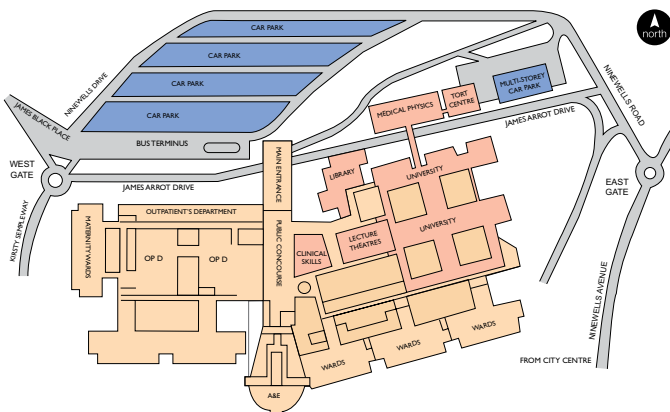 north
CAR PARK
CAR PARK
CAR PARK
CAR PARK
NINEWELLS DRIVE
JAMES BLACK PLACE
BUS TERMINUS
MULTI-STOREY
CAR PARK
TORT
CENTRE
MEDICAL PHYSICS
NINEWELLS ROAD
JAMES ARROT DRIVE
WEST
GATE
JAMES ARROT DRIVE
KIRSTY SEMPLEWAY
MAIN ENTRANCE
LIBRARY
UNIVERSITY
EAST
GATE
MATERNITY WARDS
OUTPATIENT'S DEPARTMENT
PUBLIC CONCOURSE
UNIVERSITY
LECTURE
THEATRES
CLINICAL
SKILLS
OP D
OP D
NINEWELLS AVENUE
WARDS
WARDS
WARDS
FROM CITY CENTRE
A&E